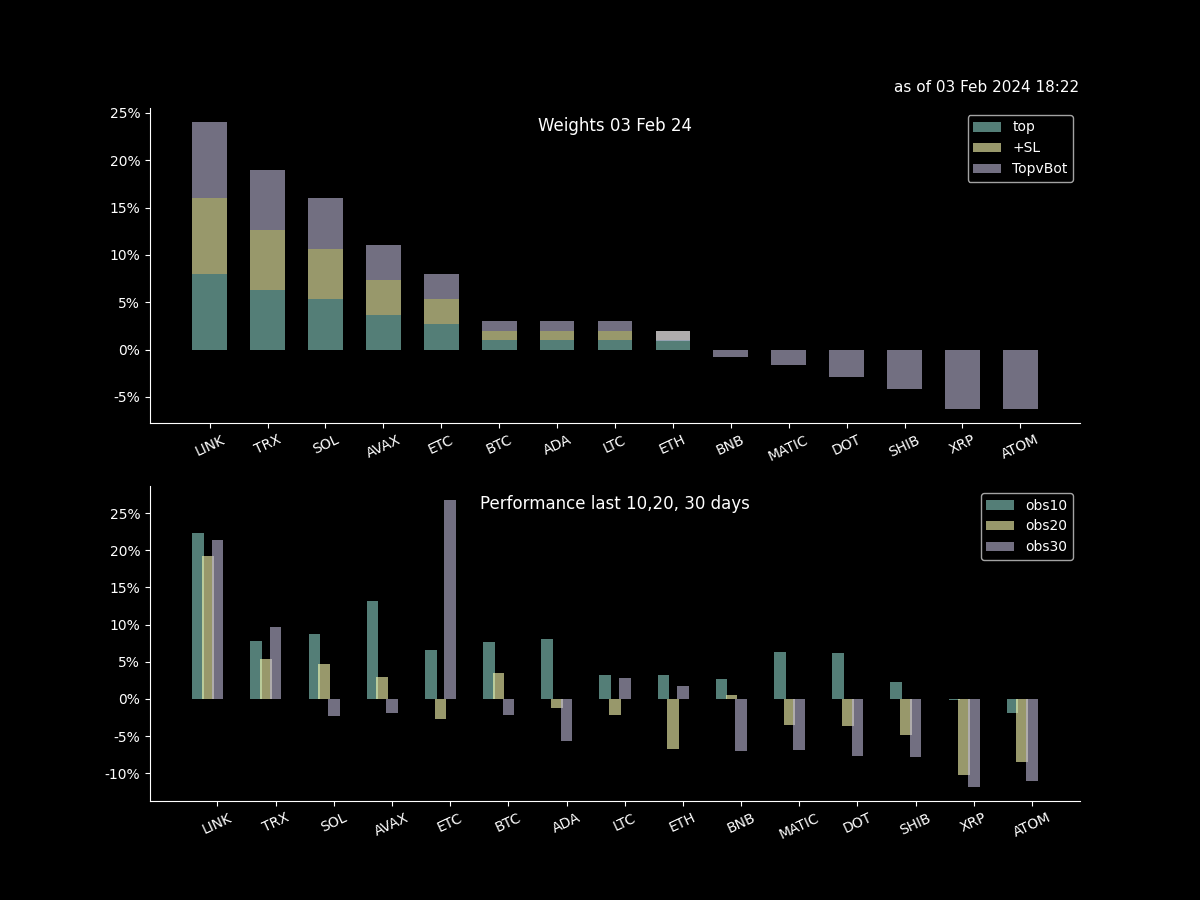 as of 03 Feb 2024 18:22
Weights 03 Feb 24
25%
20%
15%
10%
5%
0%
-5%
top
+SL
TopvBot
LINK TRX SOL AVAX ETC BTC ADA LTC ETH BNB MATIC DOT SHIB XRP ATOM
Performance last 10,20, 30 days
25%
20%
15%
10%
5%
0%
-5%
-10%
obs10
obs20
obs30
LINK TRX SOL AVAX ETC BTC ADA LTC ETH BNB MATIC DOT SHIB XRP ATOM